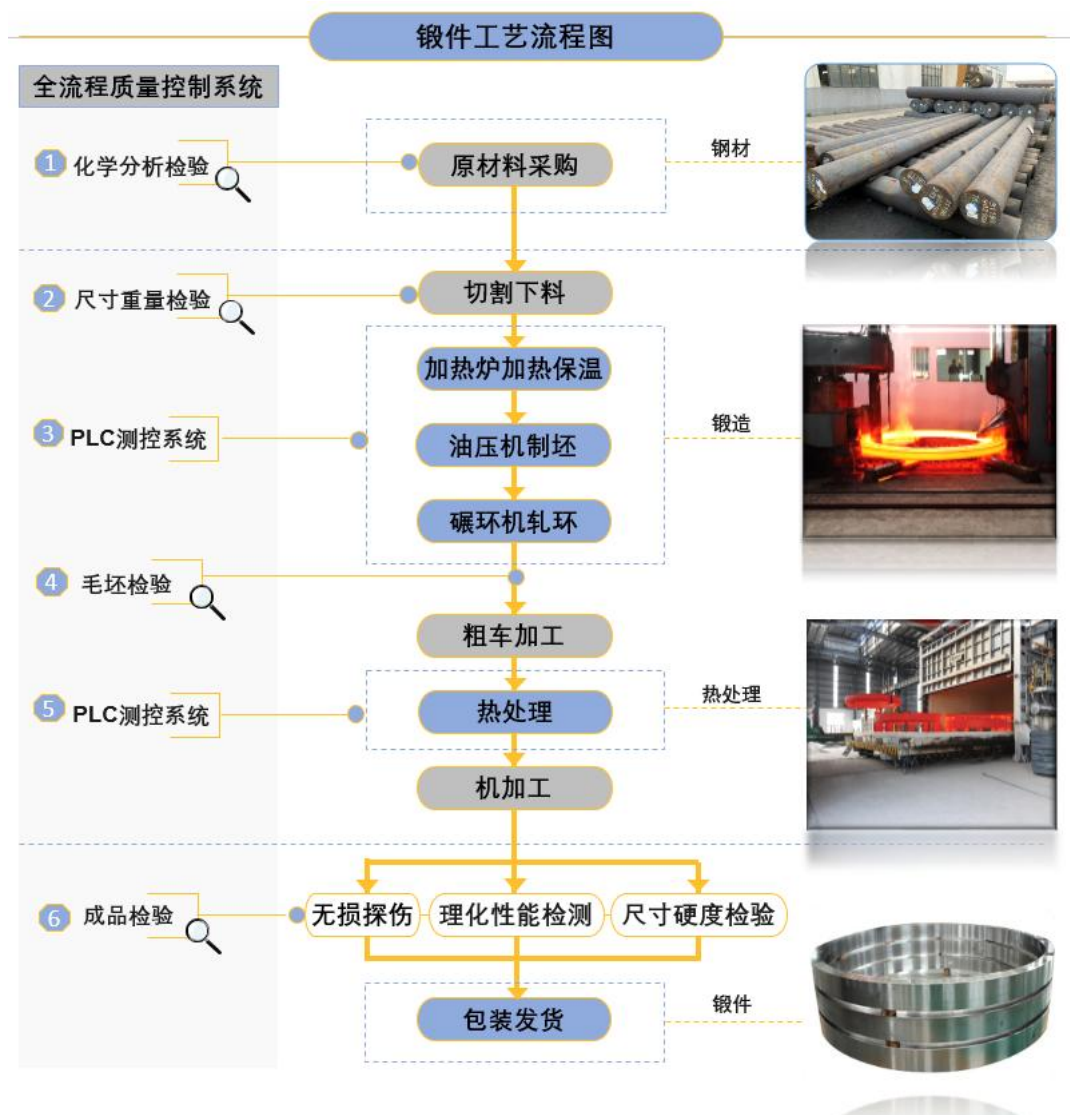 锻件工艺流程图
全流程质量控制系统
1 化学分析检验
原材料采购
钢材
2 尺寸重量检验
切割下料
加热炉加热保温
3 PLC测控系统
油压机制坯
锻造
碾环机轧环
4 毛坯检验
粗车加工
5 PLC测控系统
热处理
热处理
机加工
6 成品检验
无损探伤
理化性能检测
尺寸硬度检验
包装发货
锻件